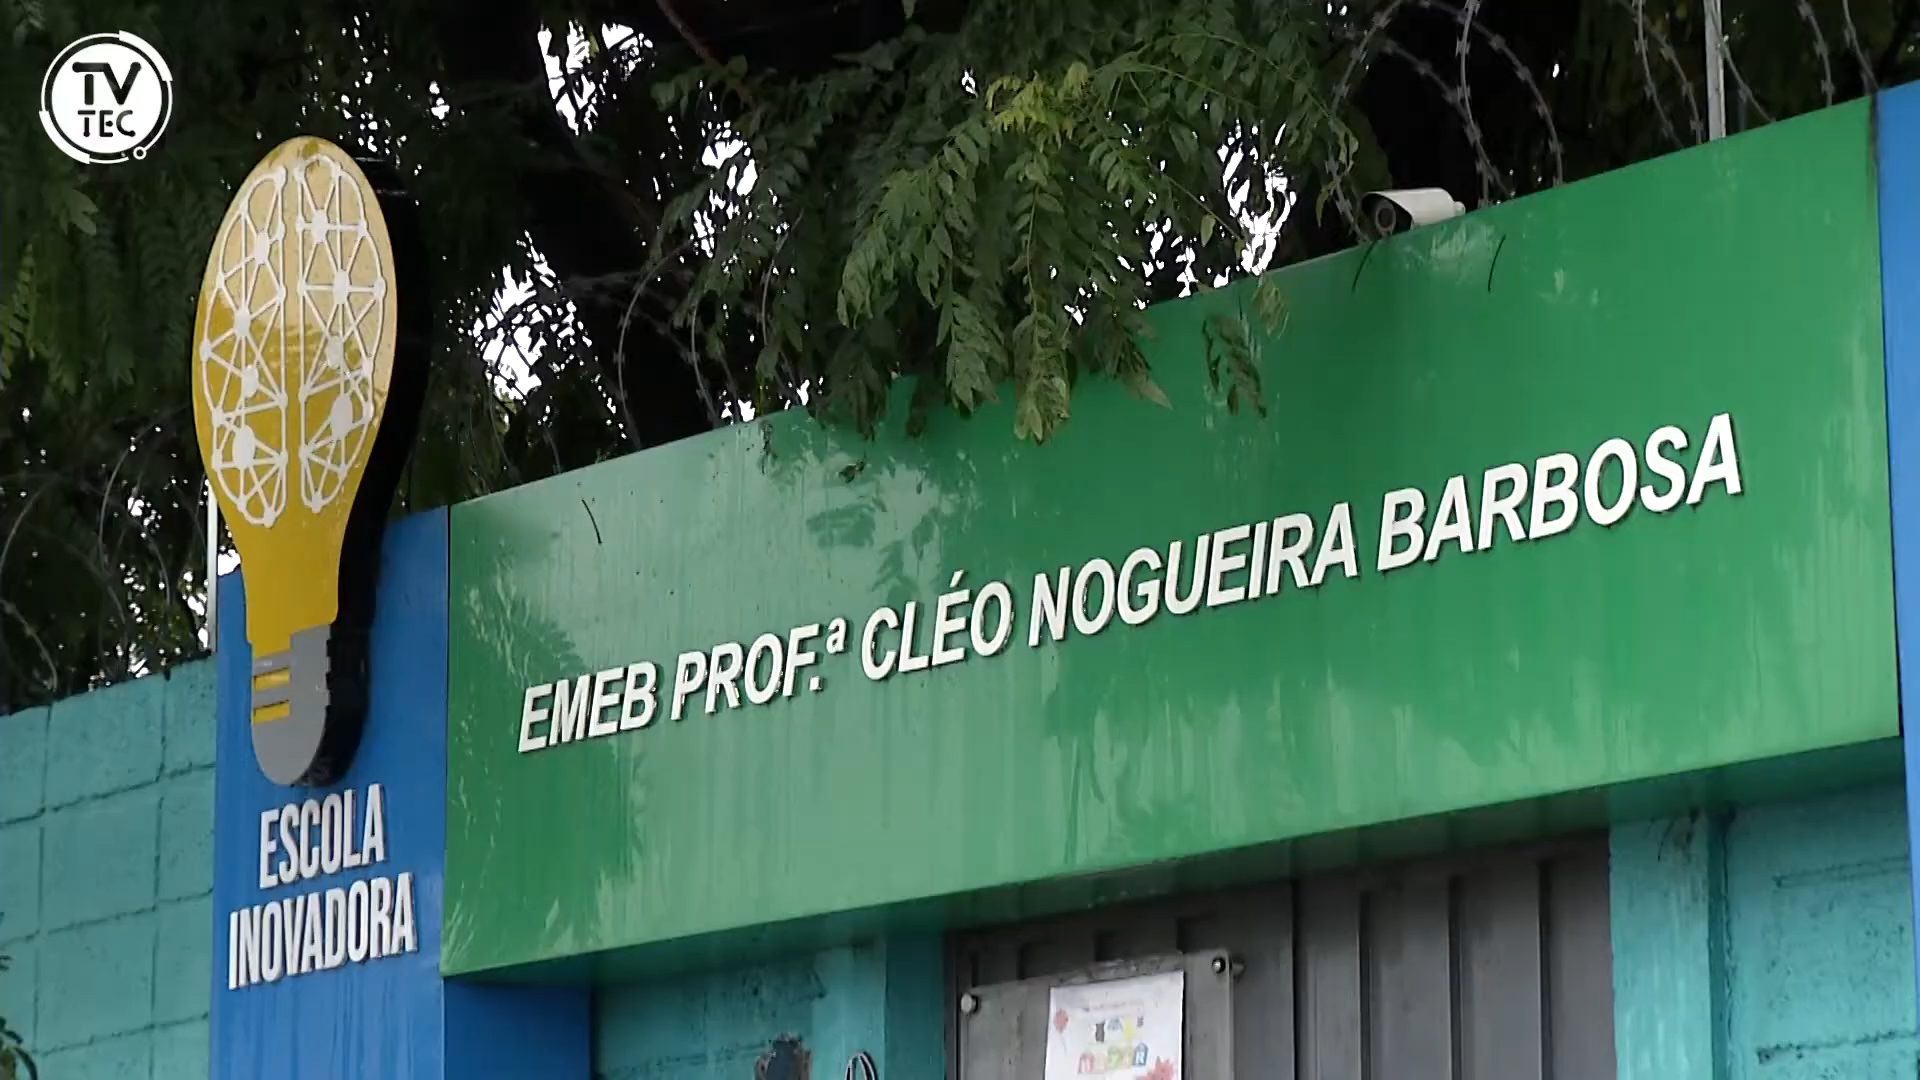 TV
TEC
EMEB PROF.ª CLÉO NOGUEIRA BARBOSA
ESCOLA
INOVADORA